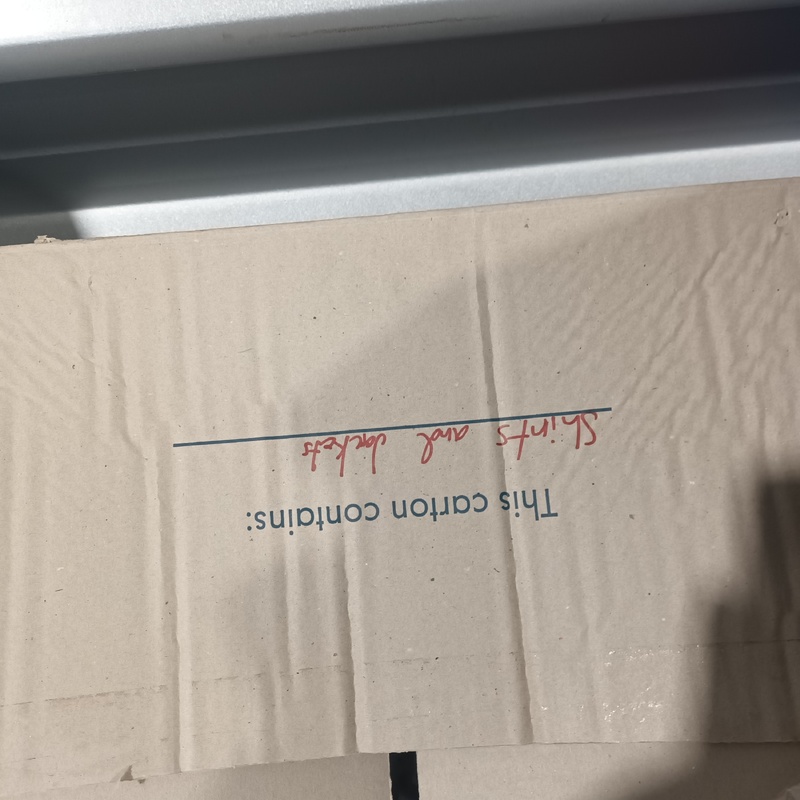 This carton contains:
Shirts and Jackets